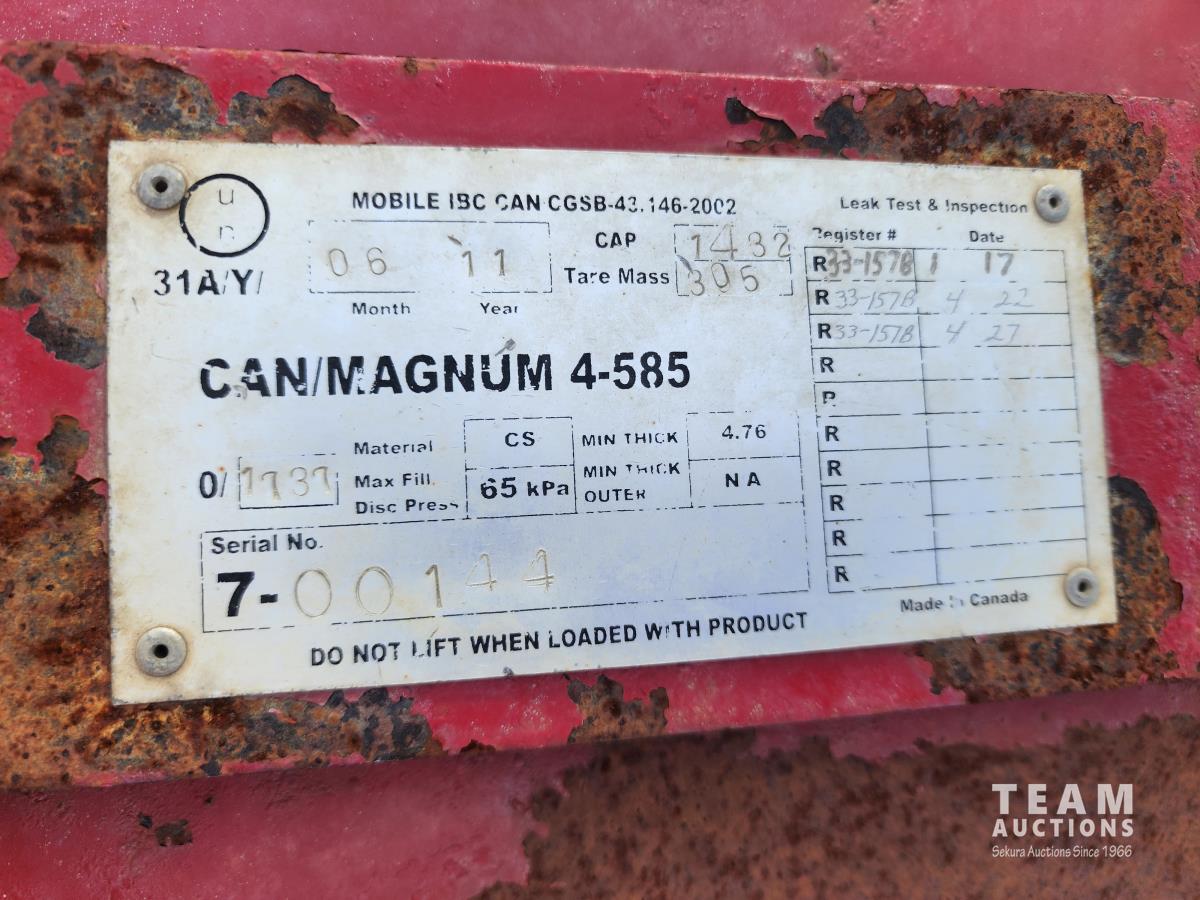 un
MOBILE IBC CAN/CGSB-43.146-2002
31A/Y/
06 11
Month Year
CAP 1432
Tare Mass 305
CAN/MAGNUM 4-585
0/
Material CS
Max Fill. Disc Press 65 kPa
MIN THICK 4.76
MIN THICK OUTER NA
Serial No.
7-00144
DO NOT LIFT WHEN LOADED WITH PRODUCT
Leak Test & Inspection
Register # Date
R 33-157B 1 17
R 33-157B 4 22
R 33-157B 4 27
R
R
R
R
R
R
R
Made In Canada
TEAM
AUCTIONS
Sekura Auctions Since 1966